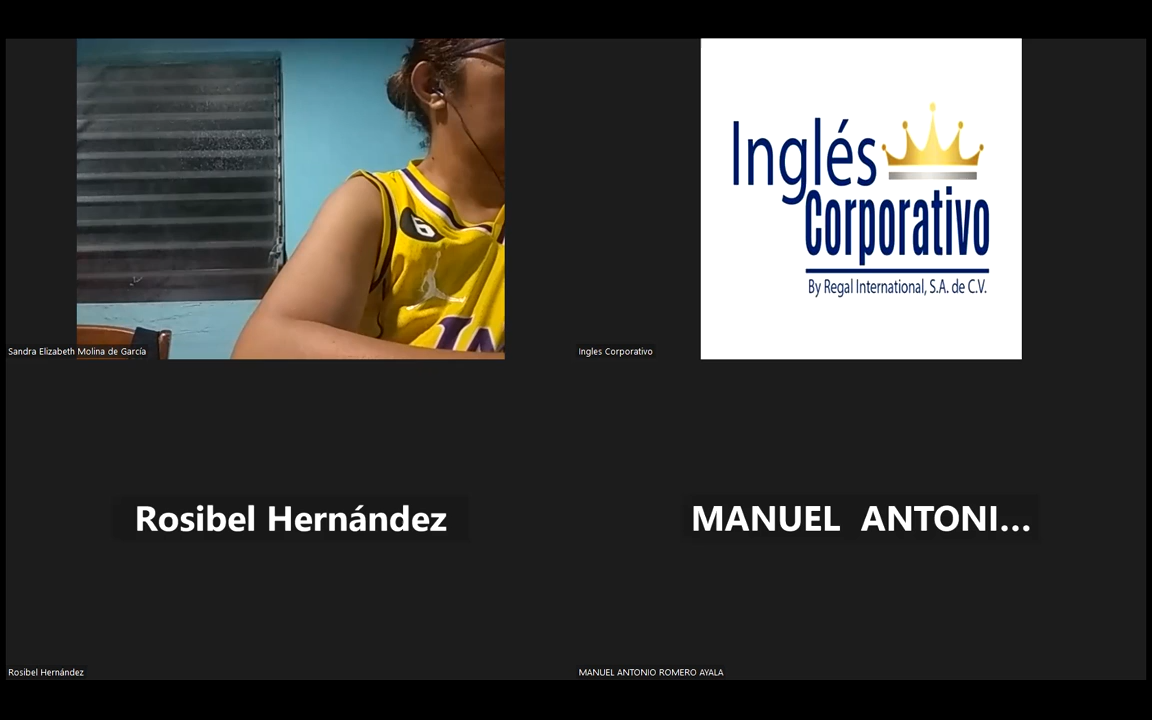 Sandra Elizabeth Molina de García
Inglés
Corporativo
By Regal International, S.A. de C.V.
Ingles Corporativo
Rosibel Hernández
MANUEL ANTONI...
Rosibel Hernández
MANUEL ANTONIO ROMERO AYALA